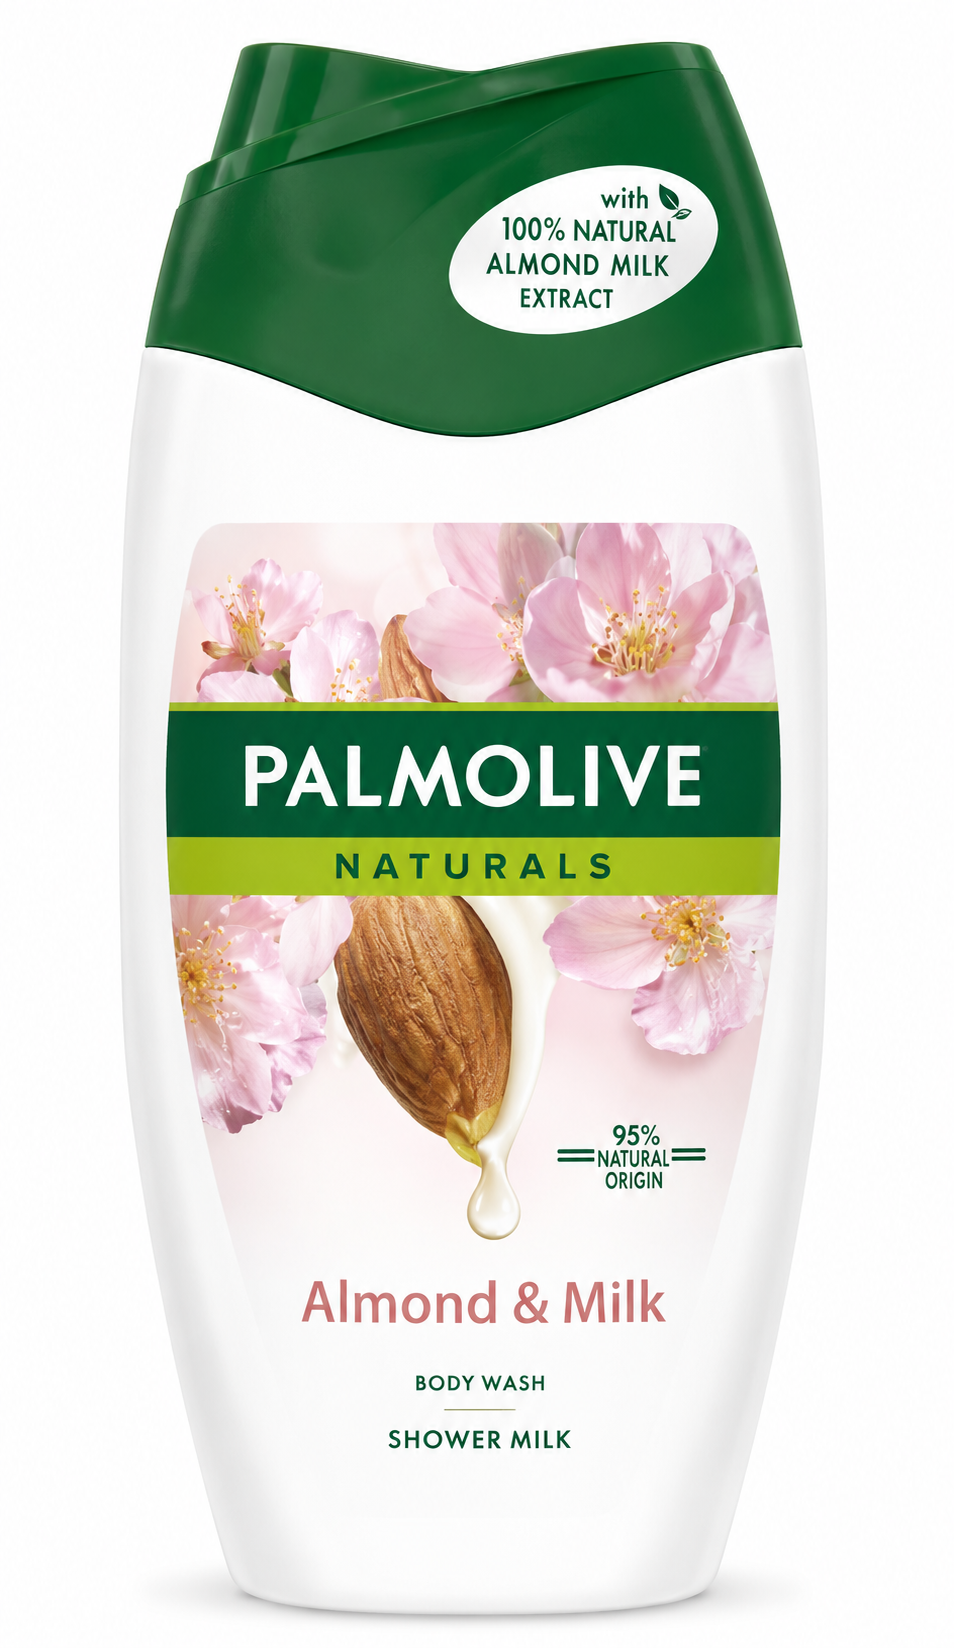 with
100% NATURAL
ALMOND MILK
EXTRACT
PALMOLIVE
NATURALS
95%
NATURAL
ORIGIN
Almond & Milk
BODY WASH
SHOWER MILK